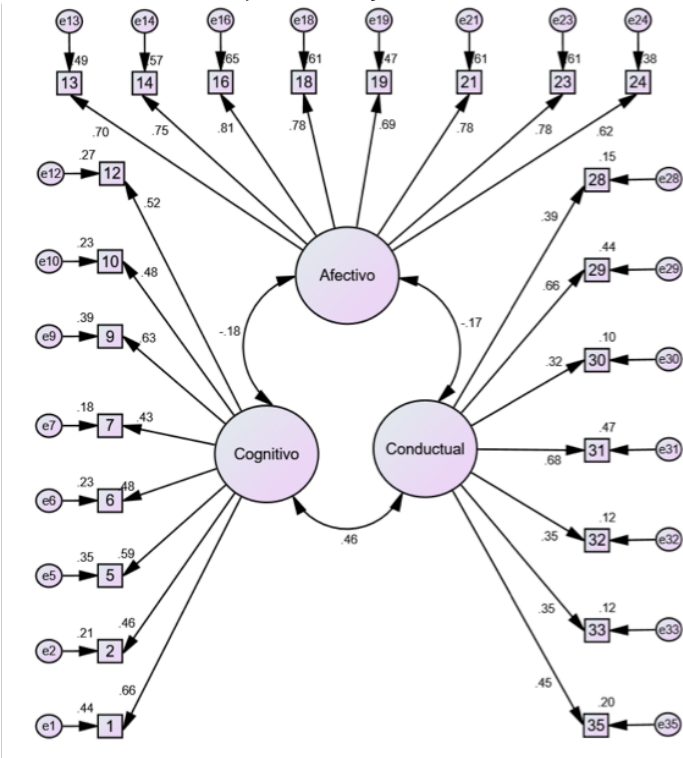 e13 e14 e16 e18 e19 e21 e23 e24
.49 .57 .65 .61 .47 .61 .61 .38
13 14 16 18 19 21 23 24
.70 .75 .81 .78 .69 .78 .78 .62
e12 .27 12 .52
.15 28 e28 .39
e10 .23 10 .48
Afectivo
.44 29 e29 .66
e9 .39 9 .63
-.18 -.17
.10 30 e30 .32
e7 .18 7 .43
Cognitivo Conductual
.47 31 e31 .68
e6 .23 6 .48
.46
.12 32 e32 .35
e5 .35 5 .59
.12 33 e33 .35
e2 .21 2 .46
.20 35 e35 .45
e1 .44 1 .66